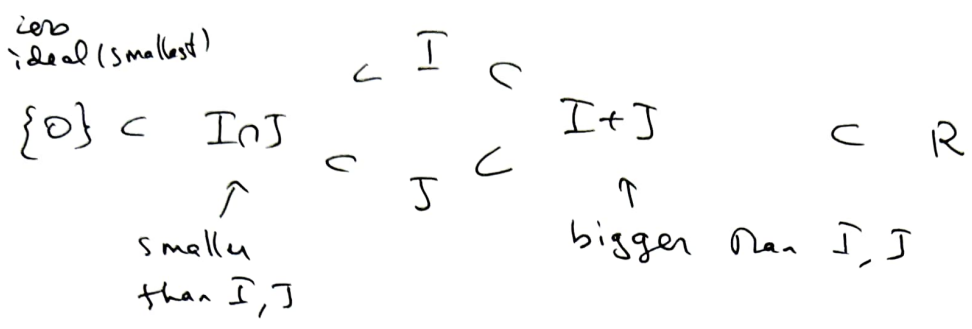 zero
ideal (smallest)
⊂ I ⊂
{0} ⊂ I∩J I+J ⊂ R
⊂ J ⊂
↗ ↑
smaller bigger than I, J
than I, J